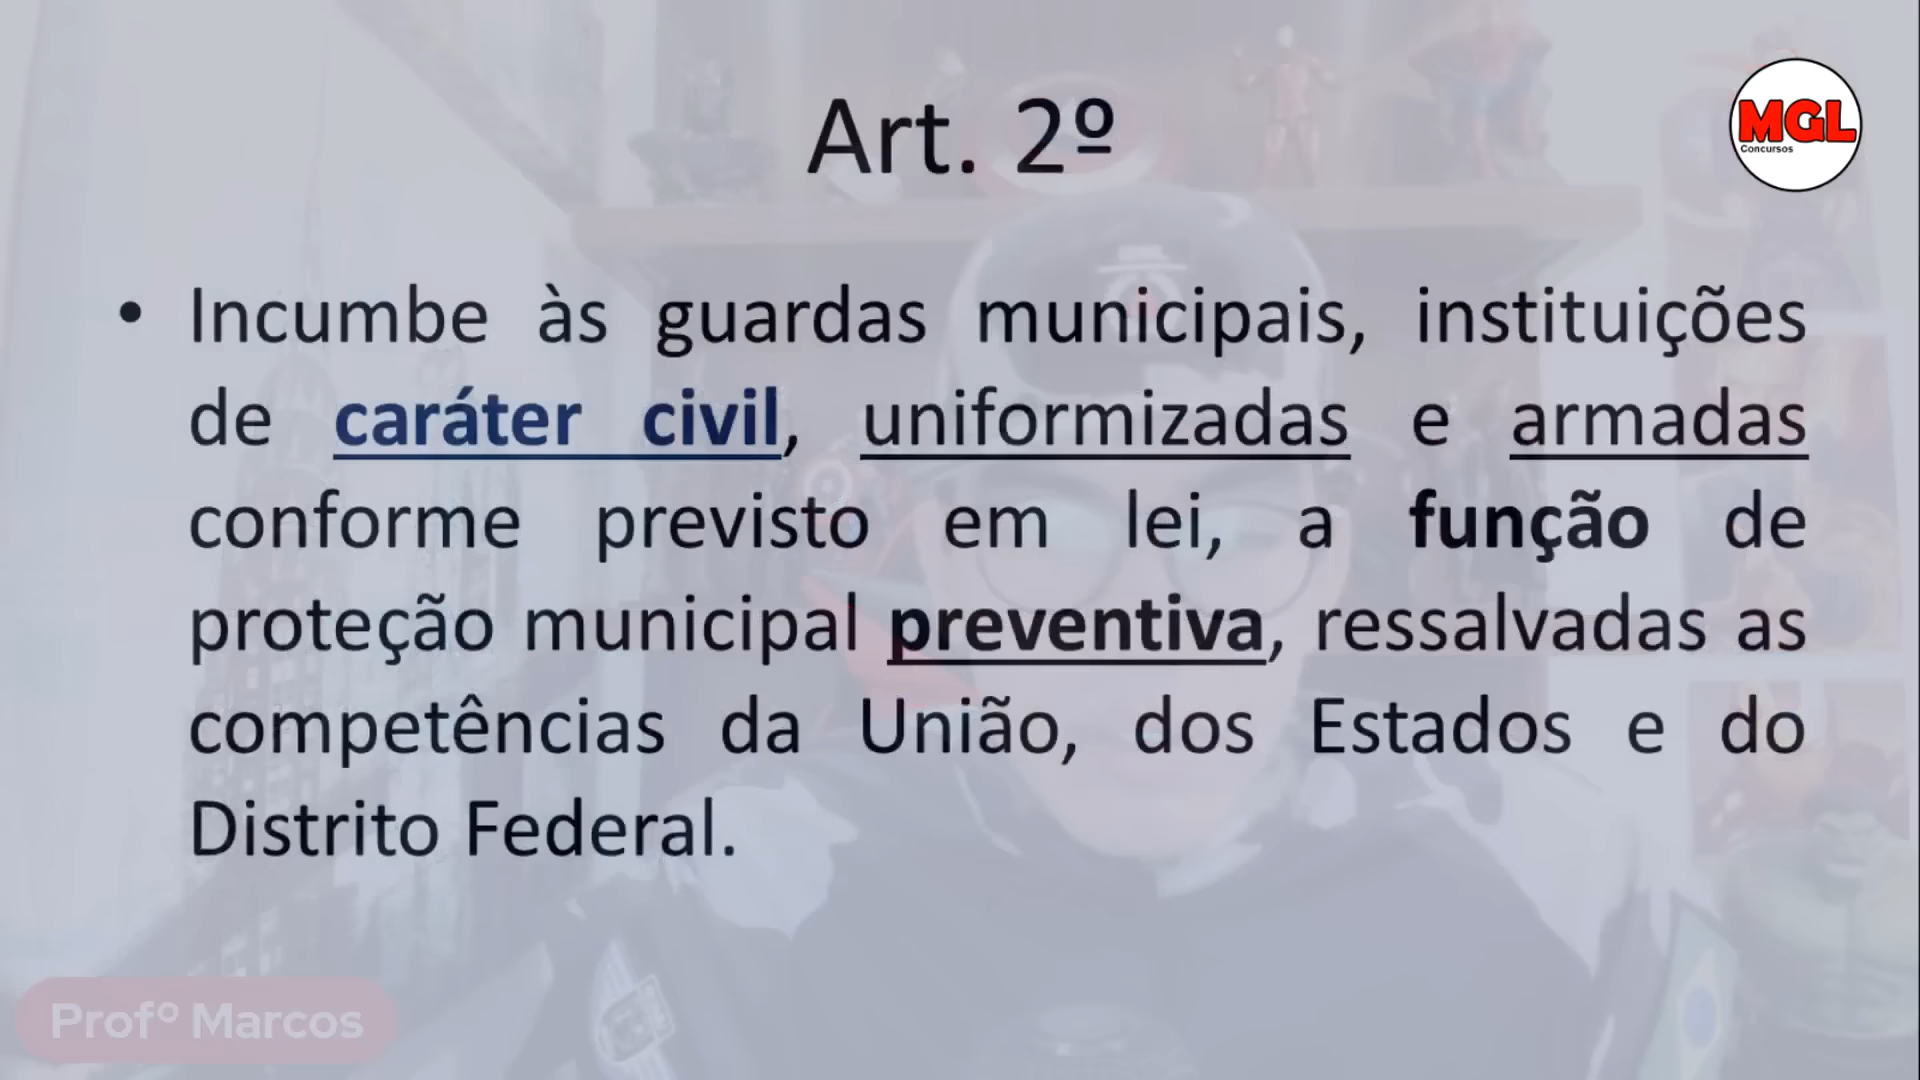 Art. 2º
MGL
Concursos
• Incumbe às guardas municipais, instituições
de caráter civil, uniformizadas e armadas
conforme previsto em lei, a função de
proteção municipal preventiva, ressalvadas as
competências da União, dos Estados e do
Distrito Federal.
Profº Marcos